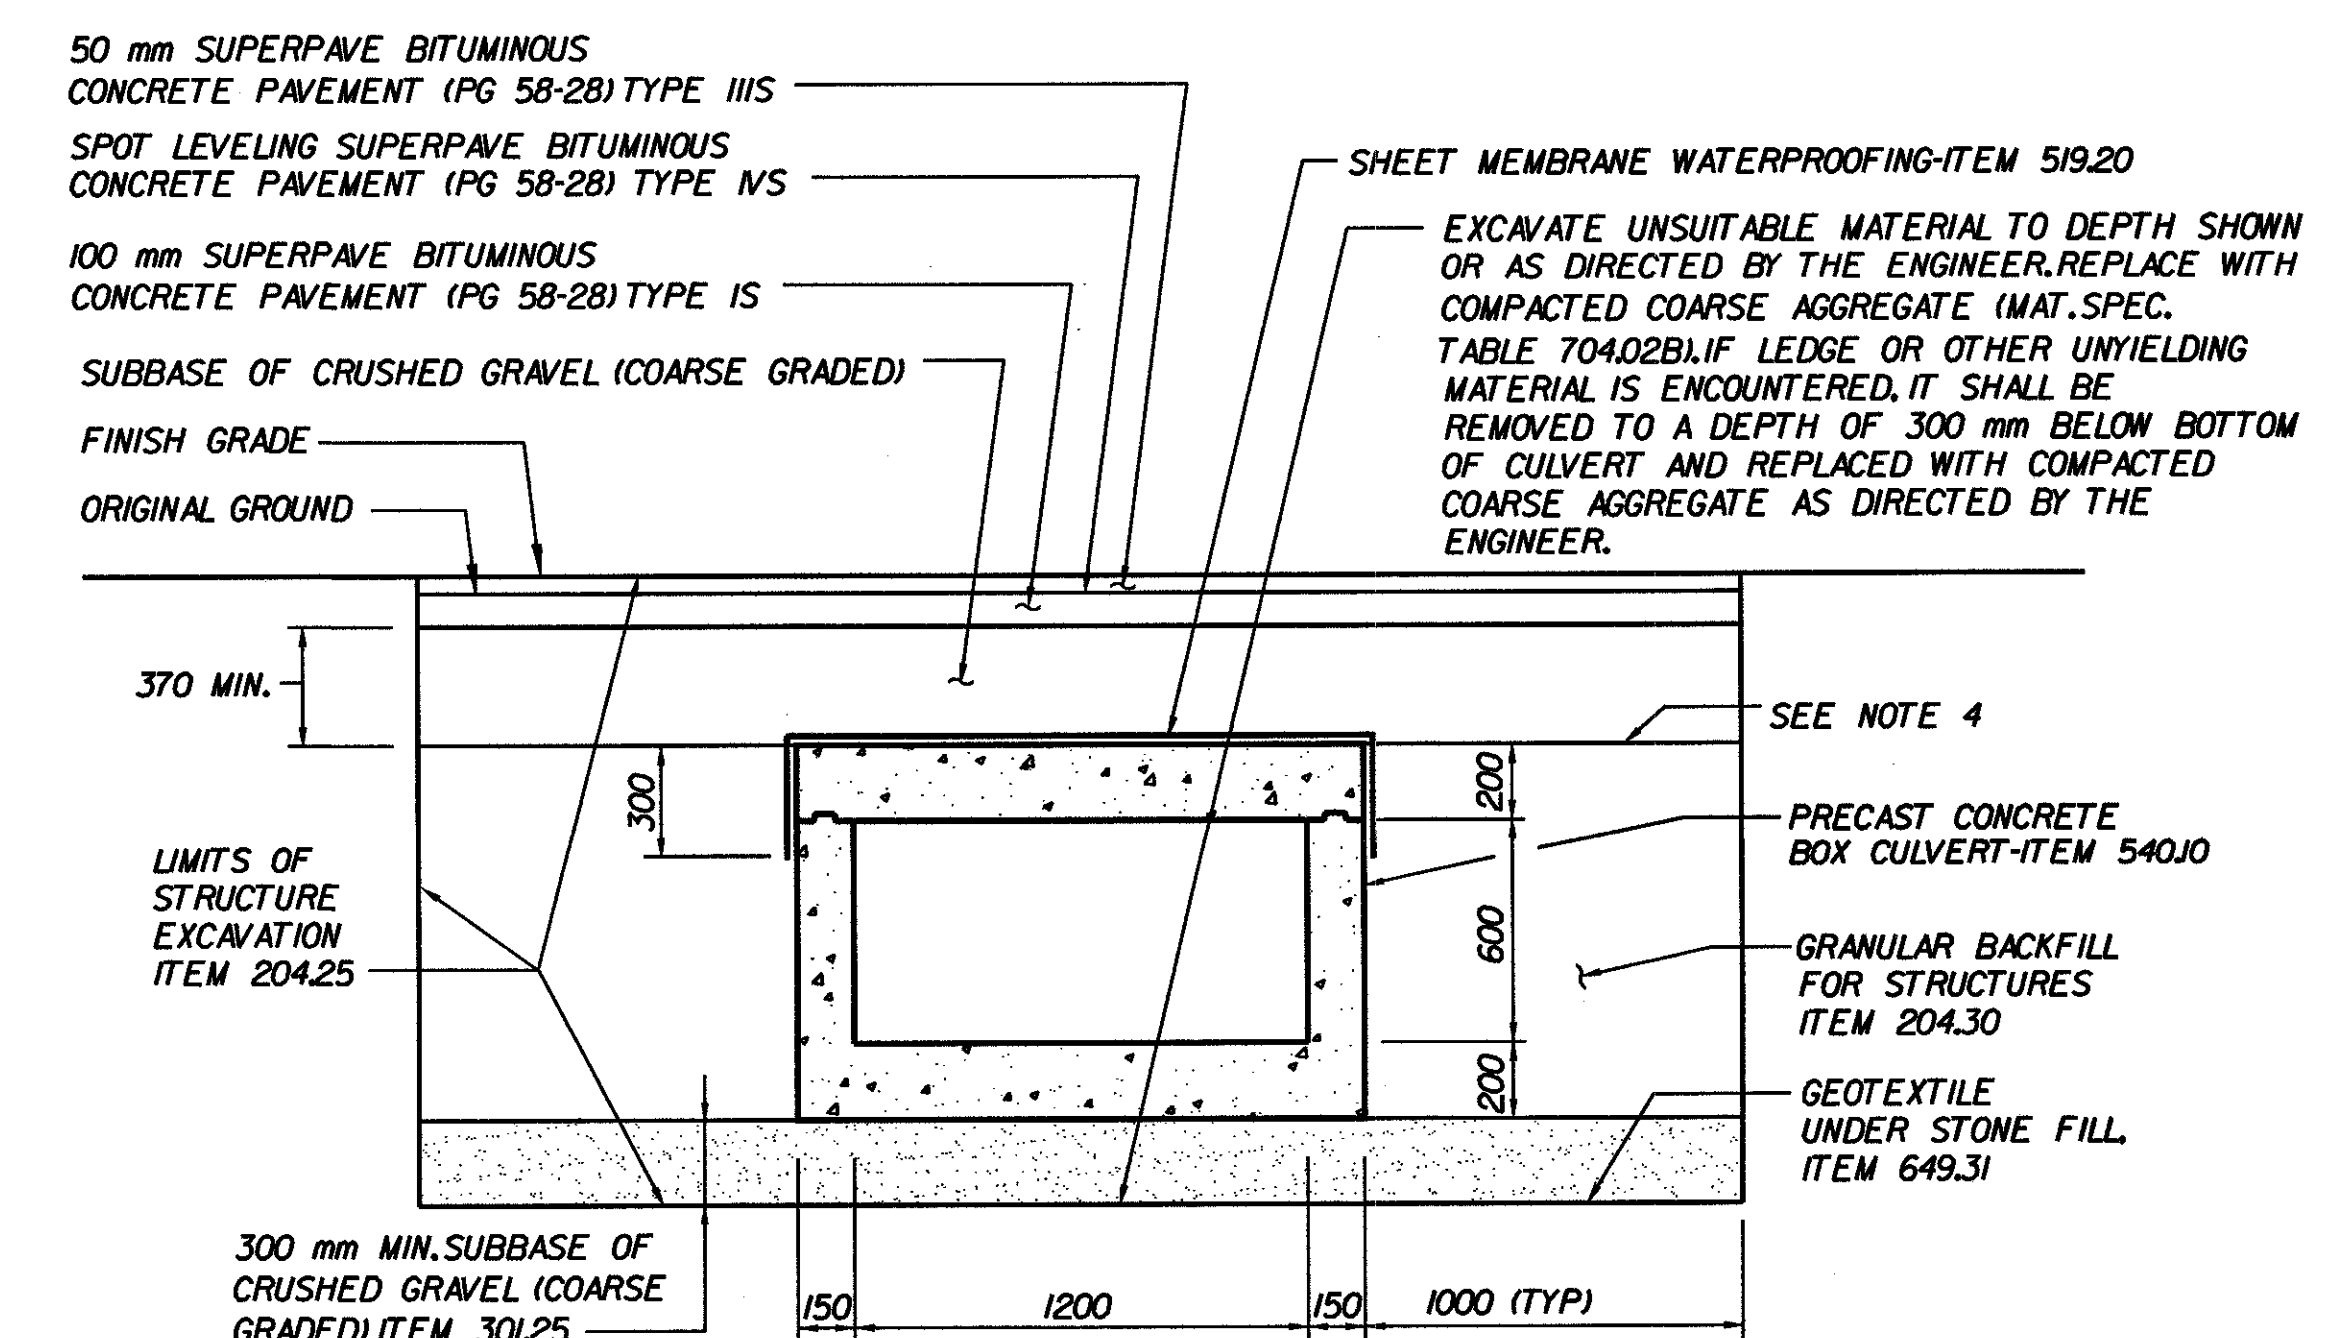 50 mm SUPERPAVE BITUMINOUS
CONCRETE PAVEMENT (PG 58-28) TYPE IIIS
SPOT LEVELING SUPERPAVE BITUMINOUS
CONCRETE PAVEMENT (PG 58-28) TYPE IVS
100 mm SUPERPAVE BITUMINOUS
CONCRETE PAVEMENT (PG 58-28) TYPE IS
SUBBASE OF CRUSHED GRAVEL (COARSE GRADED)
FINISH GRADE
ORIGINAL GROUND
SHEET MEMBRANE WATERPROOFING-ITEM 519.20
EXCAVATE UNSUITABLE MATERIAL TO DEPTH SHOWN
OR AS DIRECTED BY THE ENGINEER. REPLACE WITH
COMPACTED COARSE AGGREGATE (MAT. SPEC.
TABLE 704.02B). IF LEDGE OR OTHER UNYIELDING
MATERIAL IS ENCOUNTERED, IT SHALL BE
REMOVED TO A DEPTH OF 300 mm BELOW BOTTOM
OF CULVERT AND REPLACED WITH COMPACTED
COARSE AGGREGATE AS DIRECTED BY THE
ENGINEER.
370 MIN.
SEE NOTE 4
300
200
PRECAST CONCRETE
BOX CULVERT-ITEM 540.10
LIMITS OF
STRUCTURE
EXCAVATION
ITEM 204.25
600
GRANULAR BACKFILL
FOR STRUCTURES
ITEM 204.30
200
GEOTEXTILE
UNDER STONE FILL,
ITEM 649.31
300 mm MIN. SUBBASE OF
CRUSHED GRAVEL (COARSE
GRADED) ITEM 301.25
150
1200
150
1000 (TYP)